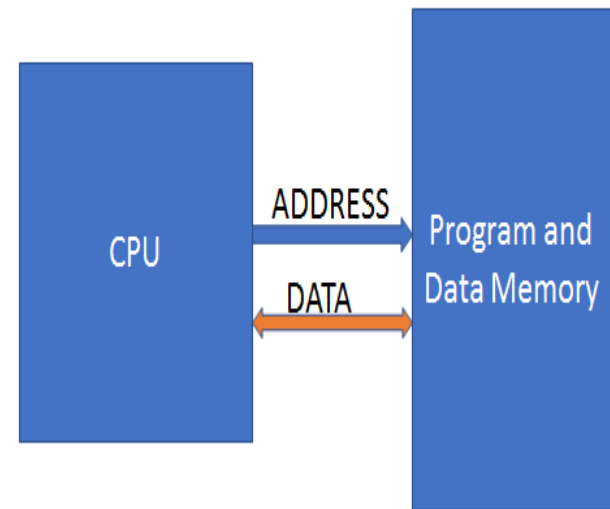 CPU
ADDRESS
DATA
Program and
Data Memory